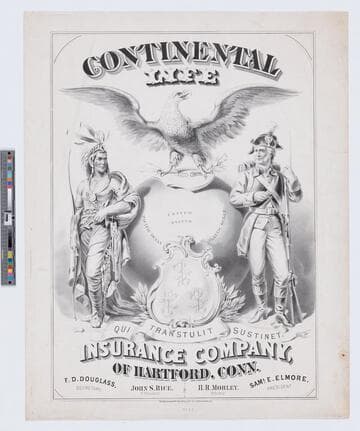 CONTINENTAL
LIFE
QUI TRANSTULIT SUSTINET
INSURANCE COMPANY,
OF HARTFORD, CONN.
F. D. DOUGLASS,
SECRETARY
JOHN S. RICE,
H. R. MORLEY,
SAML. E. ELMORE,
PRESIDENT